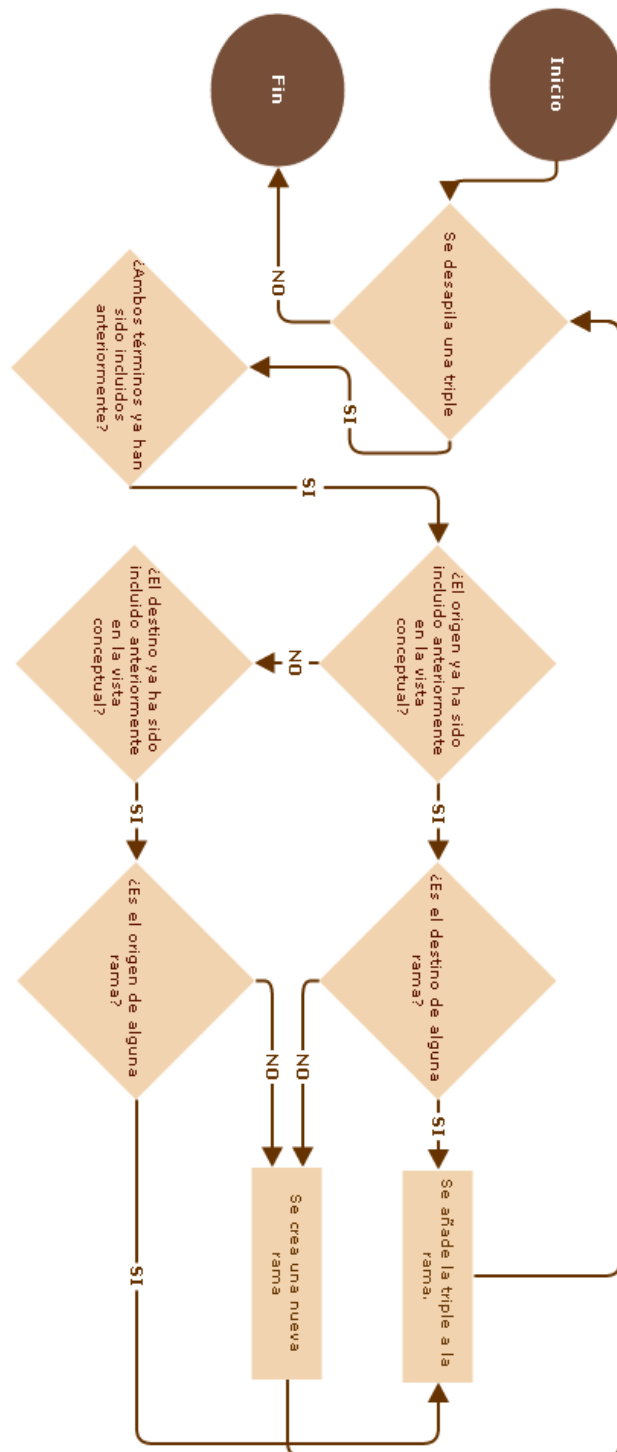 Inicio
Fin
Se desapila una triple
NO
SI
¿Ambos términos ya han
sido incluidos
anteriormente?
SI
¿El origen ya ha sido
incluido anteriormente
en la vista
conceptual?
NO
¿El destino ya ha sido
incluido anteriormente
en la vista
conceptual?
SI
SI
¿Es el destino de alguna
rama?
¿Es el origen de alguna
rama?
NO
NO
SI
SI
Se añade la triple a la
rama.
Se crea una nueva
rama